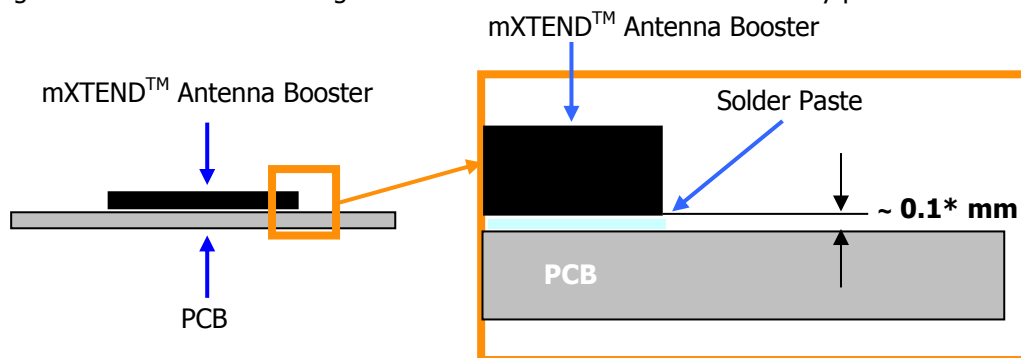 mXTEND™ Antenna Booster
mXTEND™ Antenna Booster
Solder Paste
~ 0.1* mm
PCB
PCB